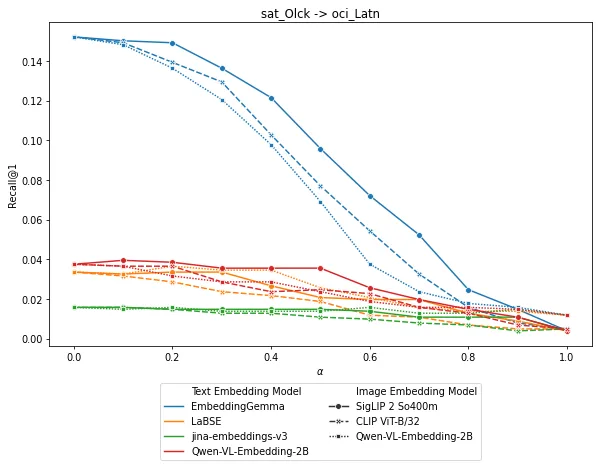 sat_Olck -> oci_Latn
Recall@1
0.14
0.12
0.10
0.08
0.06
0.04
0.02
0.00
0.0 0.2 0.4 0.6 0.8 1.0
α
Text Embedding Model Image Embedding Model
EmbeddingGemma SigLIP 2 So400m
LaBSE CLIP ViT-B/32
jina-embeddings-v3 Qwen-VL-Embedding-2B
Qwen-VL-Embedding-2B